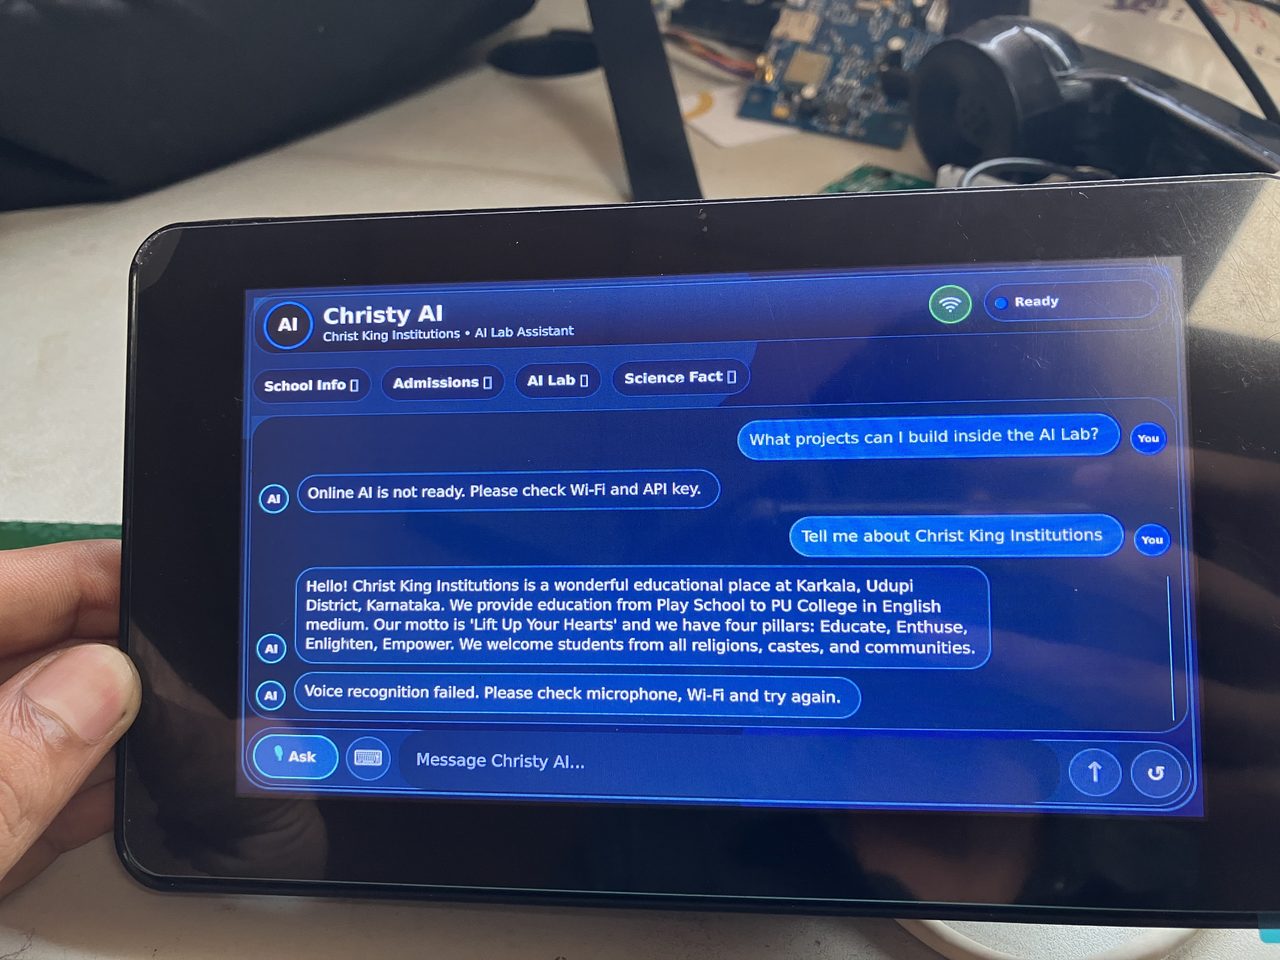 AI
Christy AI
Christ King Institutions • AI Lab Assistant
Ready
School Info
Admissions
AI Lab
Science Fact
What projects can I build inside the AI Lab?
You
AI
Online AI is not ready. Please check Wi-Fi and API key.
Tell me about Christ King Institutions
You
Hello! Christ King Institutions is a wonderful educational place at Karkala, Udupi
District, Karnataka. We provide education from Play School to PU College in English
medium. Our motto is 'Lift Up Your Hearts' and we have four pillars: Educate, Enthuse,
Enlighten, Empower. We welcome students from all religions, castes, and communities.
AI
AI
Voice recognition failed. Please check microphone, Wi-Fi and try again.
Ask
Message Christy AI...